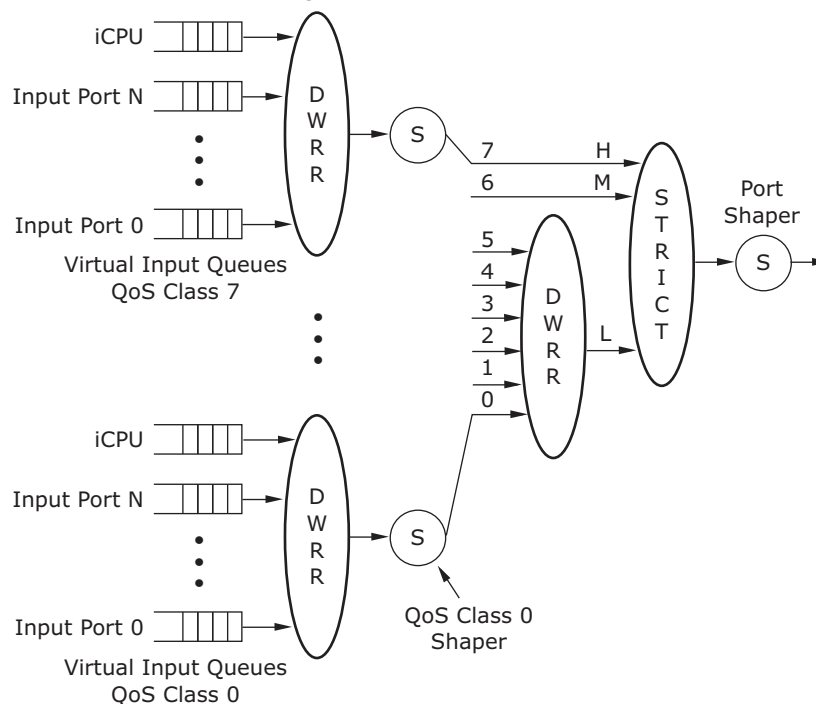 iCPU
Input Port N
Input Port 0
Virtual Input Queues
QoS Class 7
D
W
R
R
S
7
H
6
M
5
4
3
2
1
0
D
W
R
R
L
S
T
R
I
C
T
Port
Shaper
S
iCPU
Input Port N
Input Port 0
Virtual Input Queues
QoS Class 0
D
W
R
R
S
QoS Class 0
Shaper